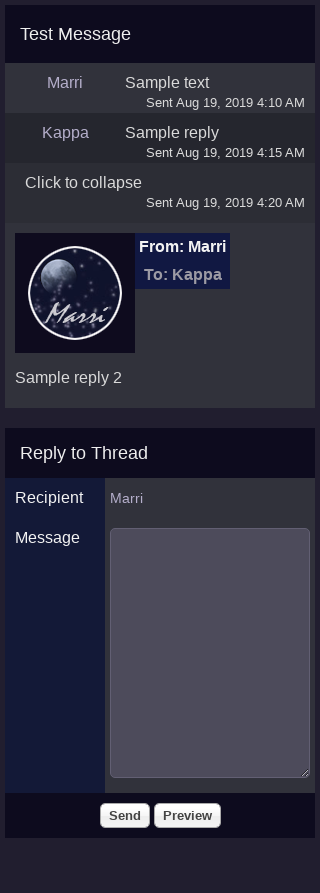 Test Message
Marri Sample text
Sent Aug 19, 2019 4:10 AM
Kappa Sample reply
Sent Aug 19, 2019 4:15 AM
Click to collapse
Sent Aug 19, 2019 4:20 AM
Marri
From: Marri
To: Kappa
Sample reply 2
Reply to Thread
Recipient Marri
Message
Send Preview